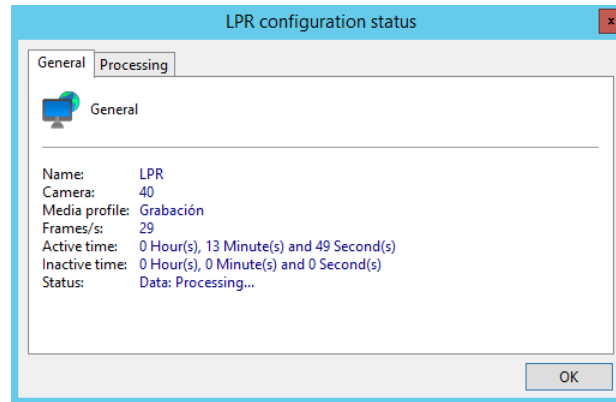 LPR configuration status
x
General Processing
General
Name: LPR
Camera: 40
Media profile: Grabación
Frames/s: 29
Active time: 0 Hour(s), 13 Minute(s) and 49 Second(s)
Inactive time: 0 Hour(s), 0 Minute(s) and 0 Second(s)
Status: Data: Processing...
OK